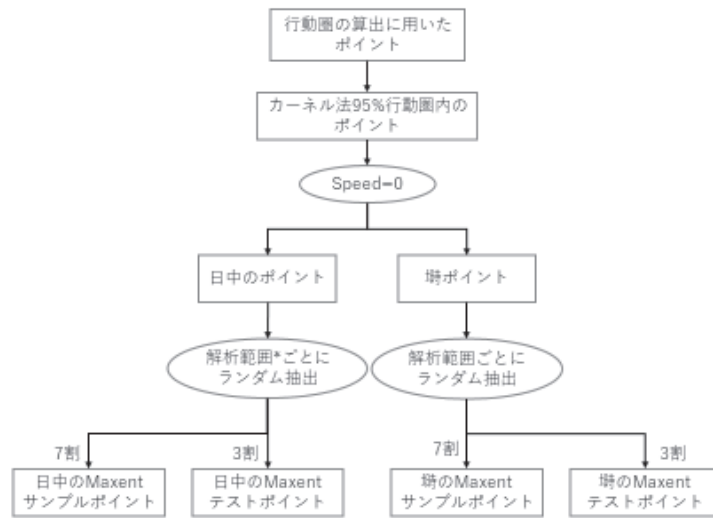 行動圏の算出に用いた
ポイント
カーネル法95%行動圏内の
ポイント
Speed=0
日中のポイント
塒ポイント
解析範囲*ごとに
ランダム抽出
解析範囲ごとに
ランダム抽出
7割
3割
7割
3割
日中のMaxent
サンプルポイント
日中のMaxent
テストポイント
塒のMaxent
サンプルポイント
塒のMaxent
テストポイント